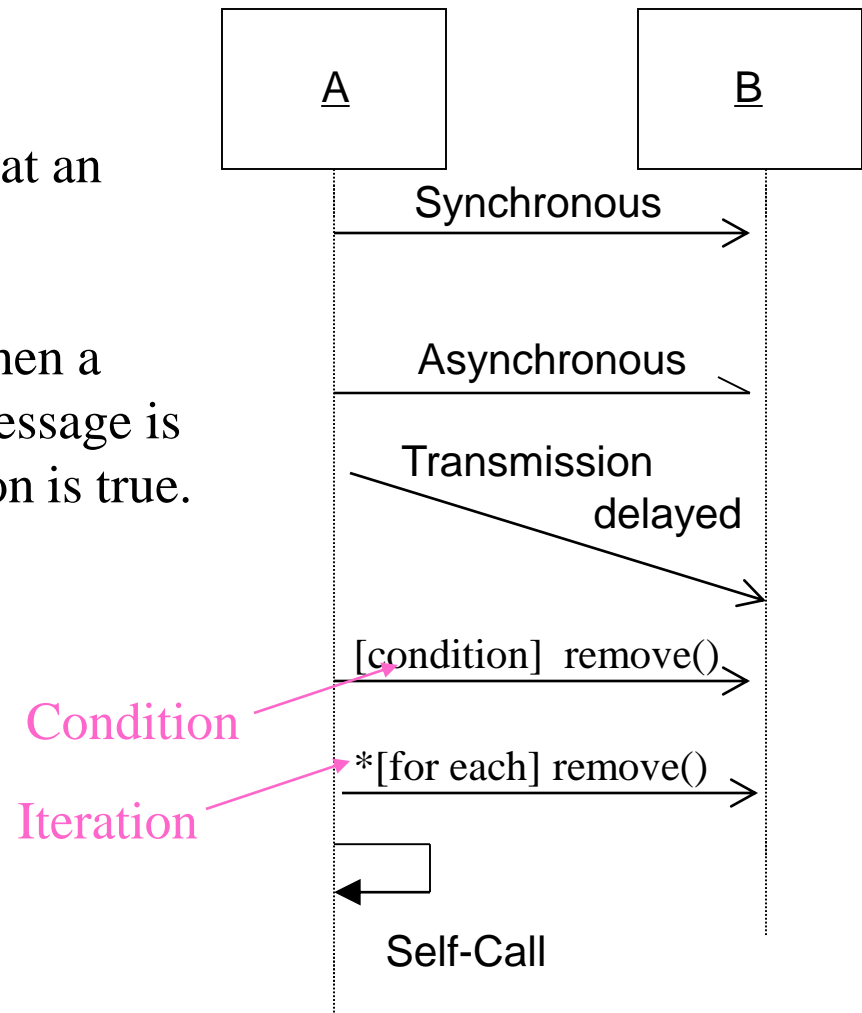 A
B
at an
Synchronous
Asynchronous
a
essage is
on is true.
Transmission
delayed
[condition] remove()
Condition
*[for each] remove()
Iteration
Self-Call